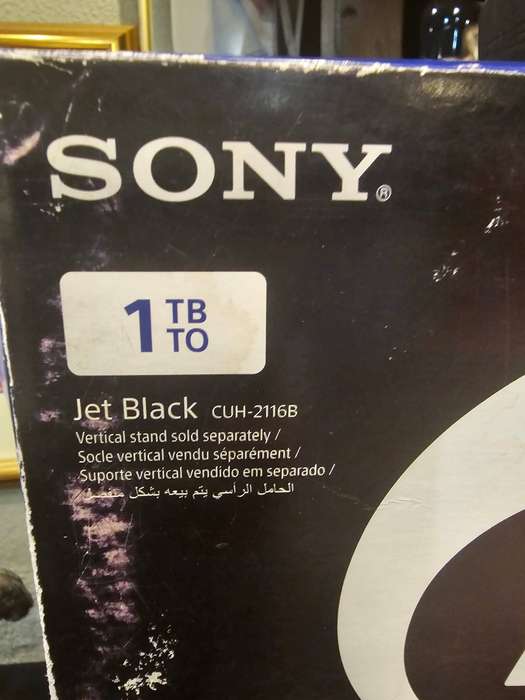 SONY®
1 TB
TO
Jet Black CUH-2116B
Vertical stand sold separately /
Socle vertical vendu séparément /
Suporte vertical vendido em separado /
الحامل الرأسي يتم بيعه بشكل منفصل